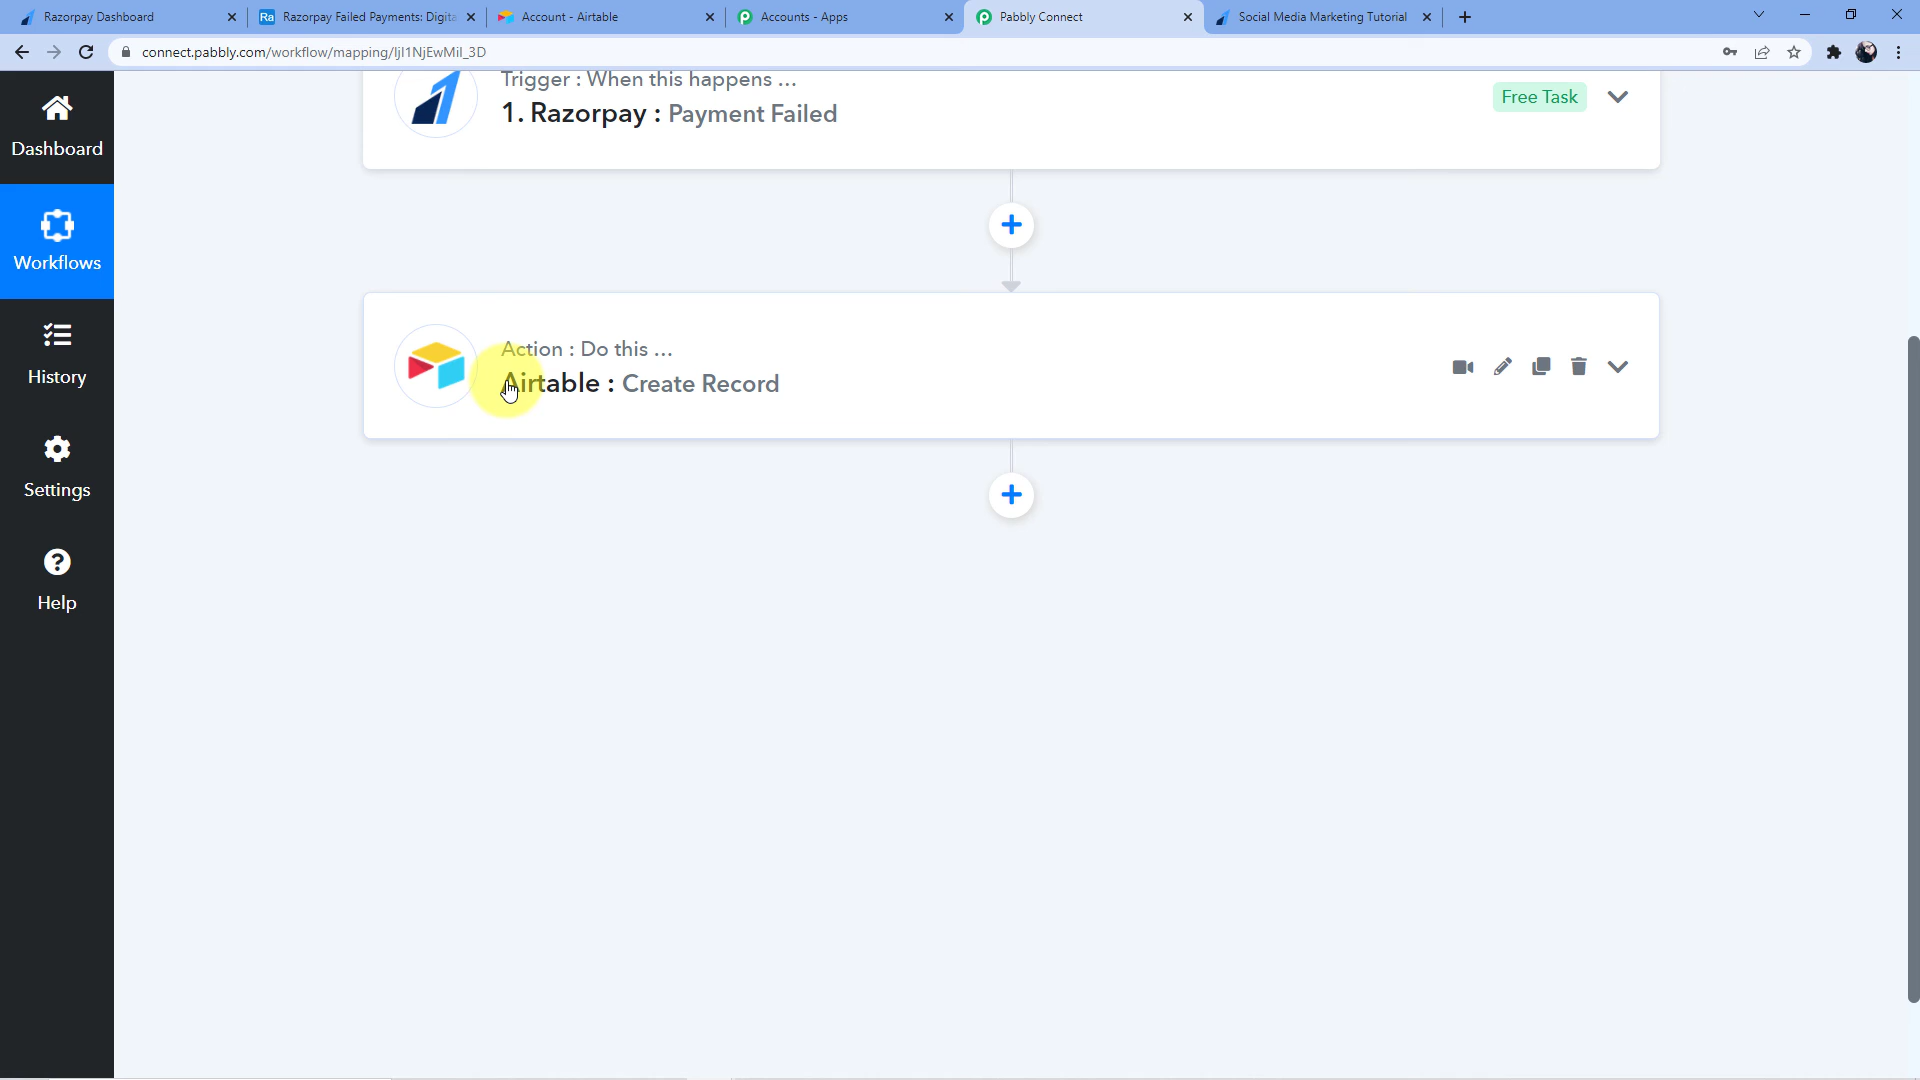 Razorpay Dashboard
Ra Razorpay Failed Payments: Digita
Account - Airtable
Accounts - Apps
Pabbly Connect
Social Media Marketing Tutorial
connect.pabbly.com/workflow/mapping/IjI1NjEwMiI_3D
Dashboard
Workflows
History
Settings
Help
Trigger : When this happens ...
1. Razorpay : Payment Failed
Free Task
Action : Do this ...
Airtable : Create Record